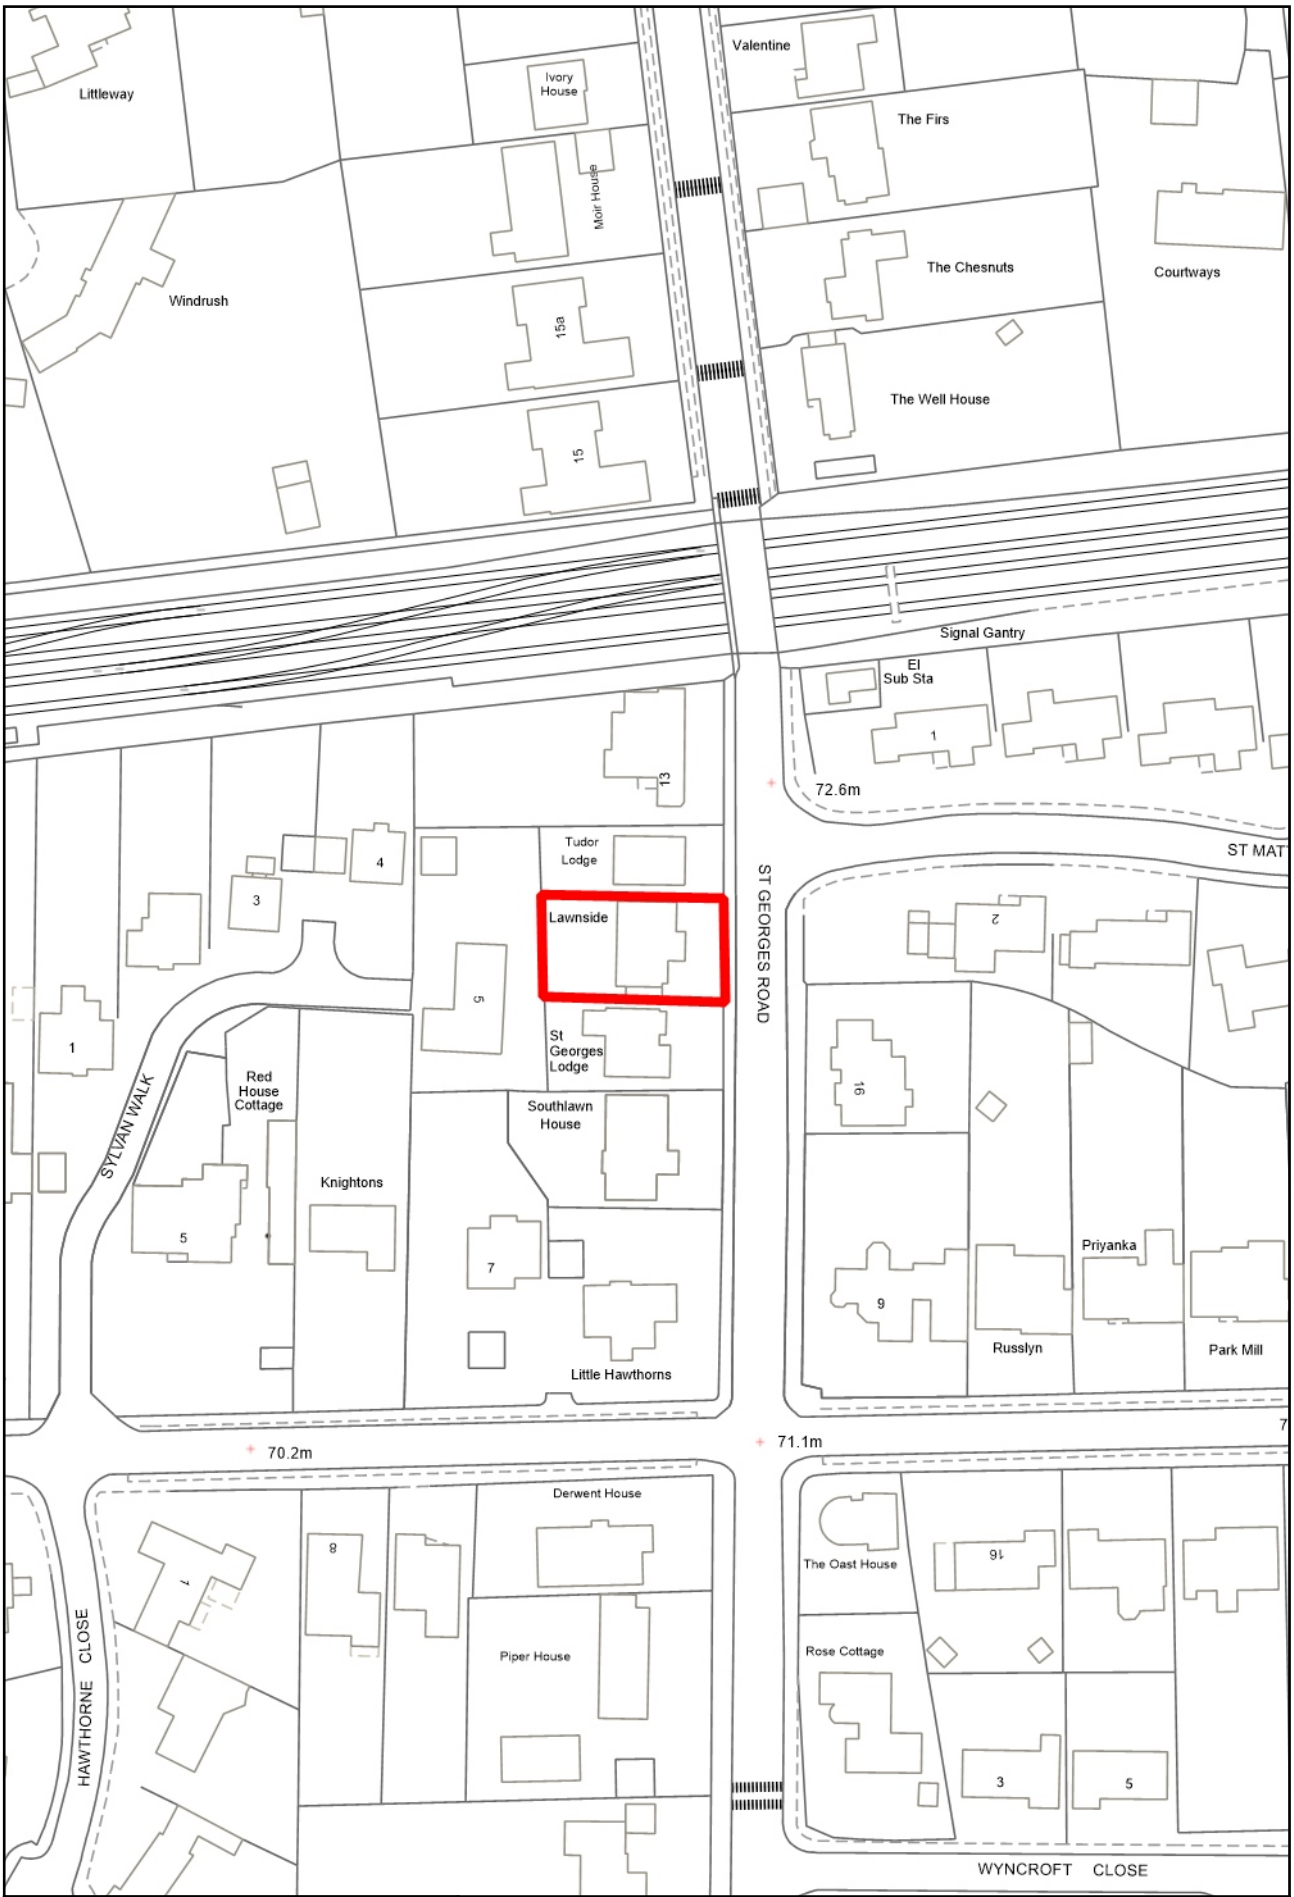 Valentine
Ivory
House
Littleway
The Firs
Moir House
The Chesnuts
Courtways
Windrush
15a
The Well House
15
Signal Gantry
El
Sub Sta
1
13
72.6m
Tudor
Lodge
ST MAT
4
3
ST GEORGES ROAD
Lawnside
2
5
St
Georges
Lodge
1
Red
House
Cottage
SYLVAN WALK
16
Southlawn
House
Knightons
5
7
Priyanka
9
Russlyn
Park Mill
Little Hawthorns
70.2m
71.1m
7
Derwent House
8
The Oast House
16
1
HAWTHORNE CLOSE
Piper House
Rose Cottage
3
5
WYNCROFT CLOSE